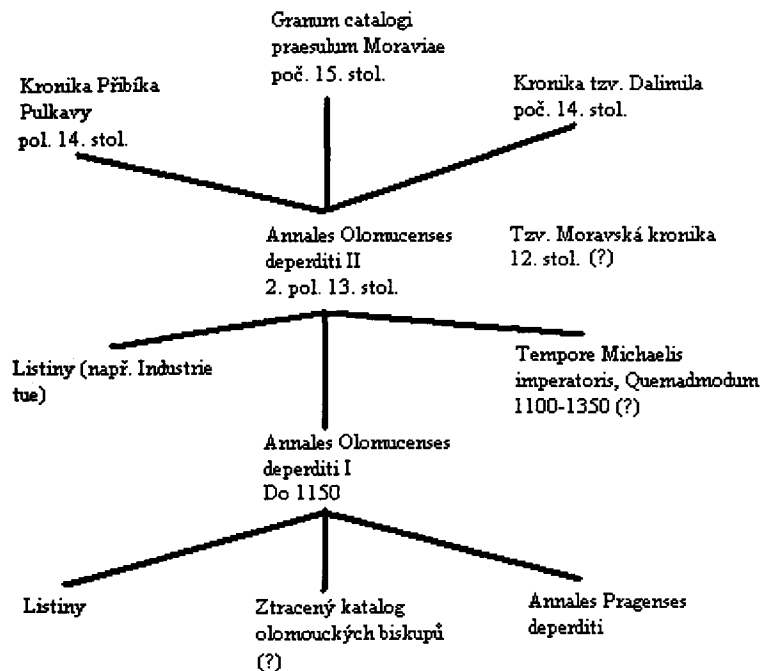 Granum catalogi
praesulum Moraviae
poč. 15. stol.
Kronika Přibíka
Pulkavy
pol. 14. stol.
Kronika tzv. Dalimila
poč. 14. stol.
Annales Olomucenses
deperditi II
2. pol. 13. stol.
Tzv. Moravská kronika
12. stol. (?)
Listiny (např. Industrie
tue)
Tempore Michaelis
imperatoris, Quemadmodum
1100-1350 (?)
Annales Olomucenses
deperditi I
Do 1150
Listiny
Ztracený katalog
olomouckých biskupů
(?)
Annales Pragenses
deperditi